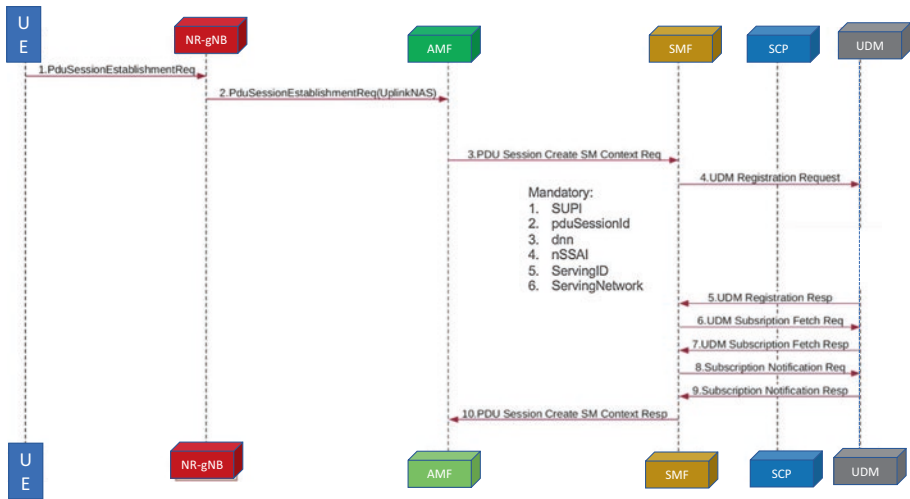 U
E
NR-gNB
AMF
SMF
SCP
UDM
1.PduSessionEstablishmentReq
2.PduSessionEstablishmentReq(UplinkNAS)
3.PDU Session Create SM Context Req
4.UDM Registration Request
Mandatory:
1. SUPI
2. pduSessionId
3. dnn
4. nSSAI
5. ServingID
6. ServingNetwork
5.UDM Registration Resp
6.UDM Subsription Fetch Req
7.UDM Subscription Fetch Resp
8.Subscription Notification Req
9.Subscription Notification Resp
10.PDU Session Create SM Context Resp
U
E
NR-gNB
AMF
SMF
SCP
UDM